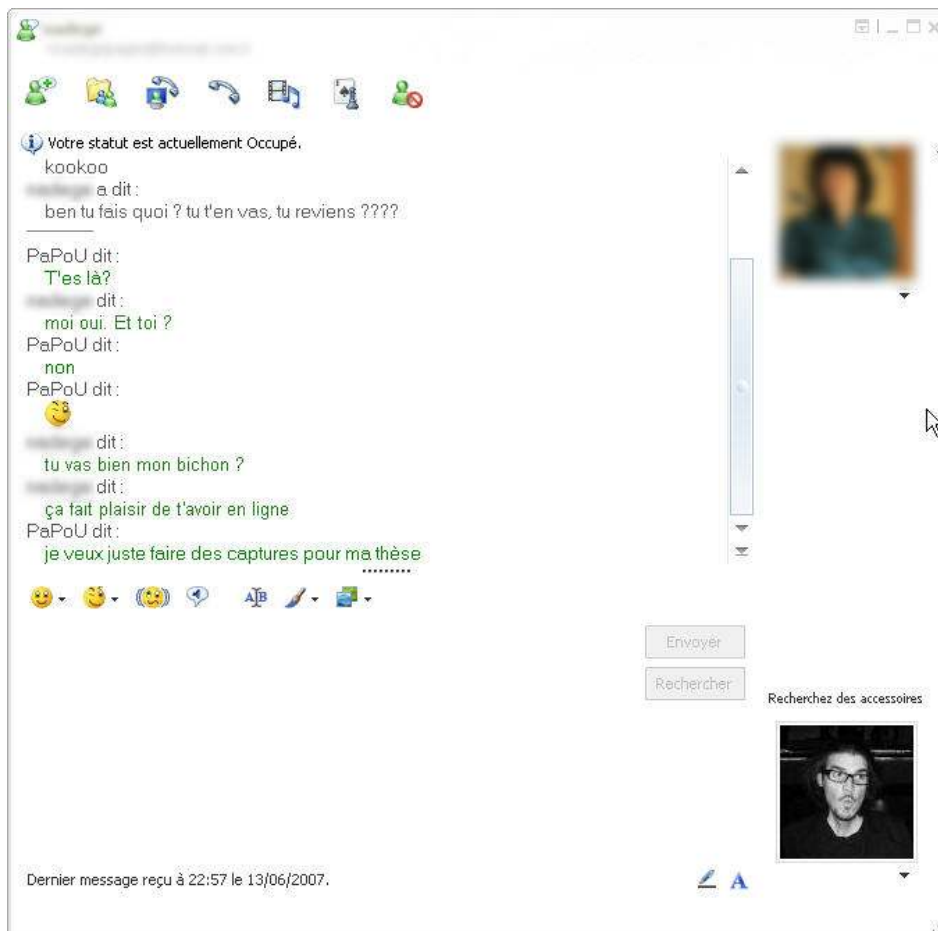 Votre statut est actuellement Occupé.
kookoo
a dit :
ben tu fais quoi ? tu t'en vas, tu reviens ????
PaPoU dit :
T'es là?
dit :
moi oui. Et toi ?
PaPoU dit :
non
PaPoU dit :
dit :
tu vas bien mon bichon ?
dit :
ça fait plaisir de t'avoir en ligne
PaPoU dit :
je veux juste faire des captures pour ma thèse
Envoyer
Rechercher
Recherchez des accessoires
Dernier message reçu à 22:57 le 13/06/2007.